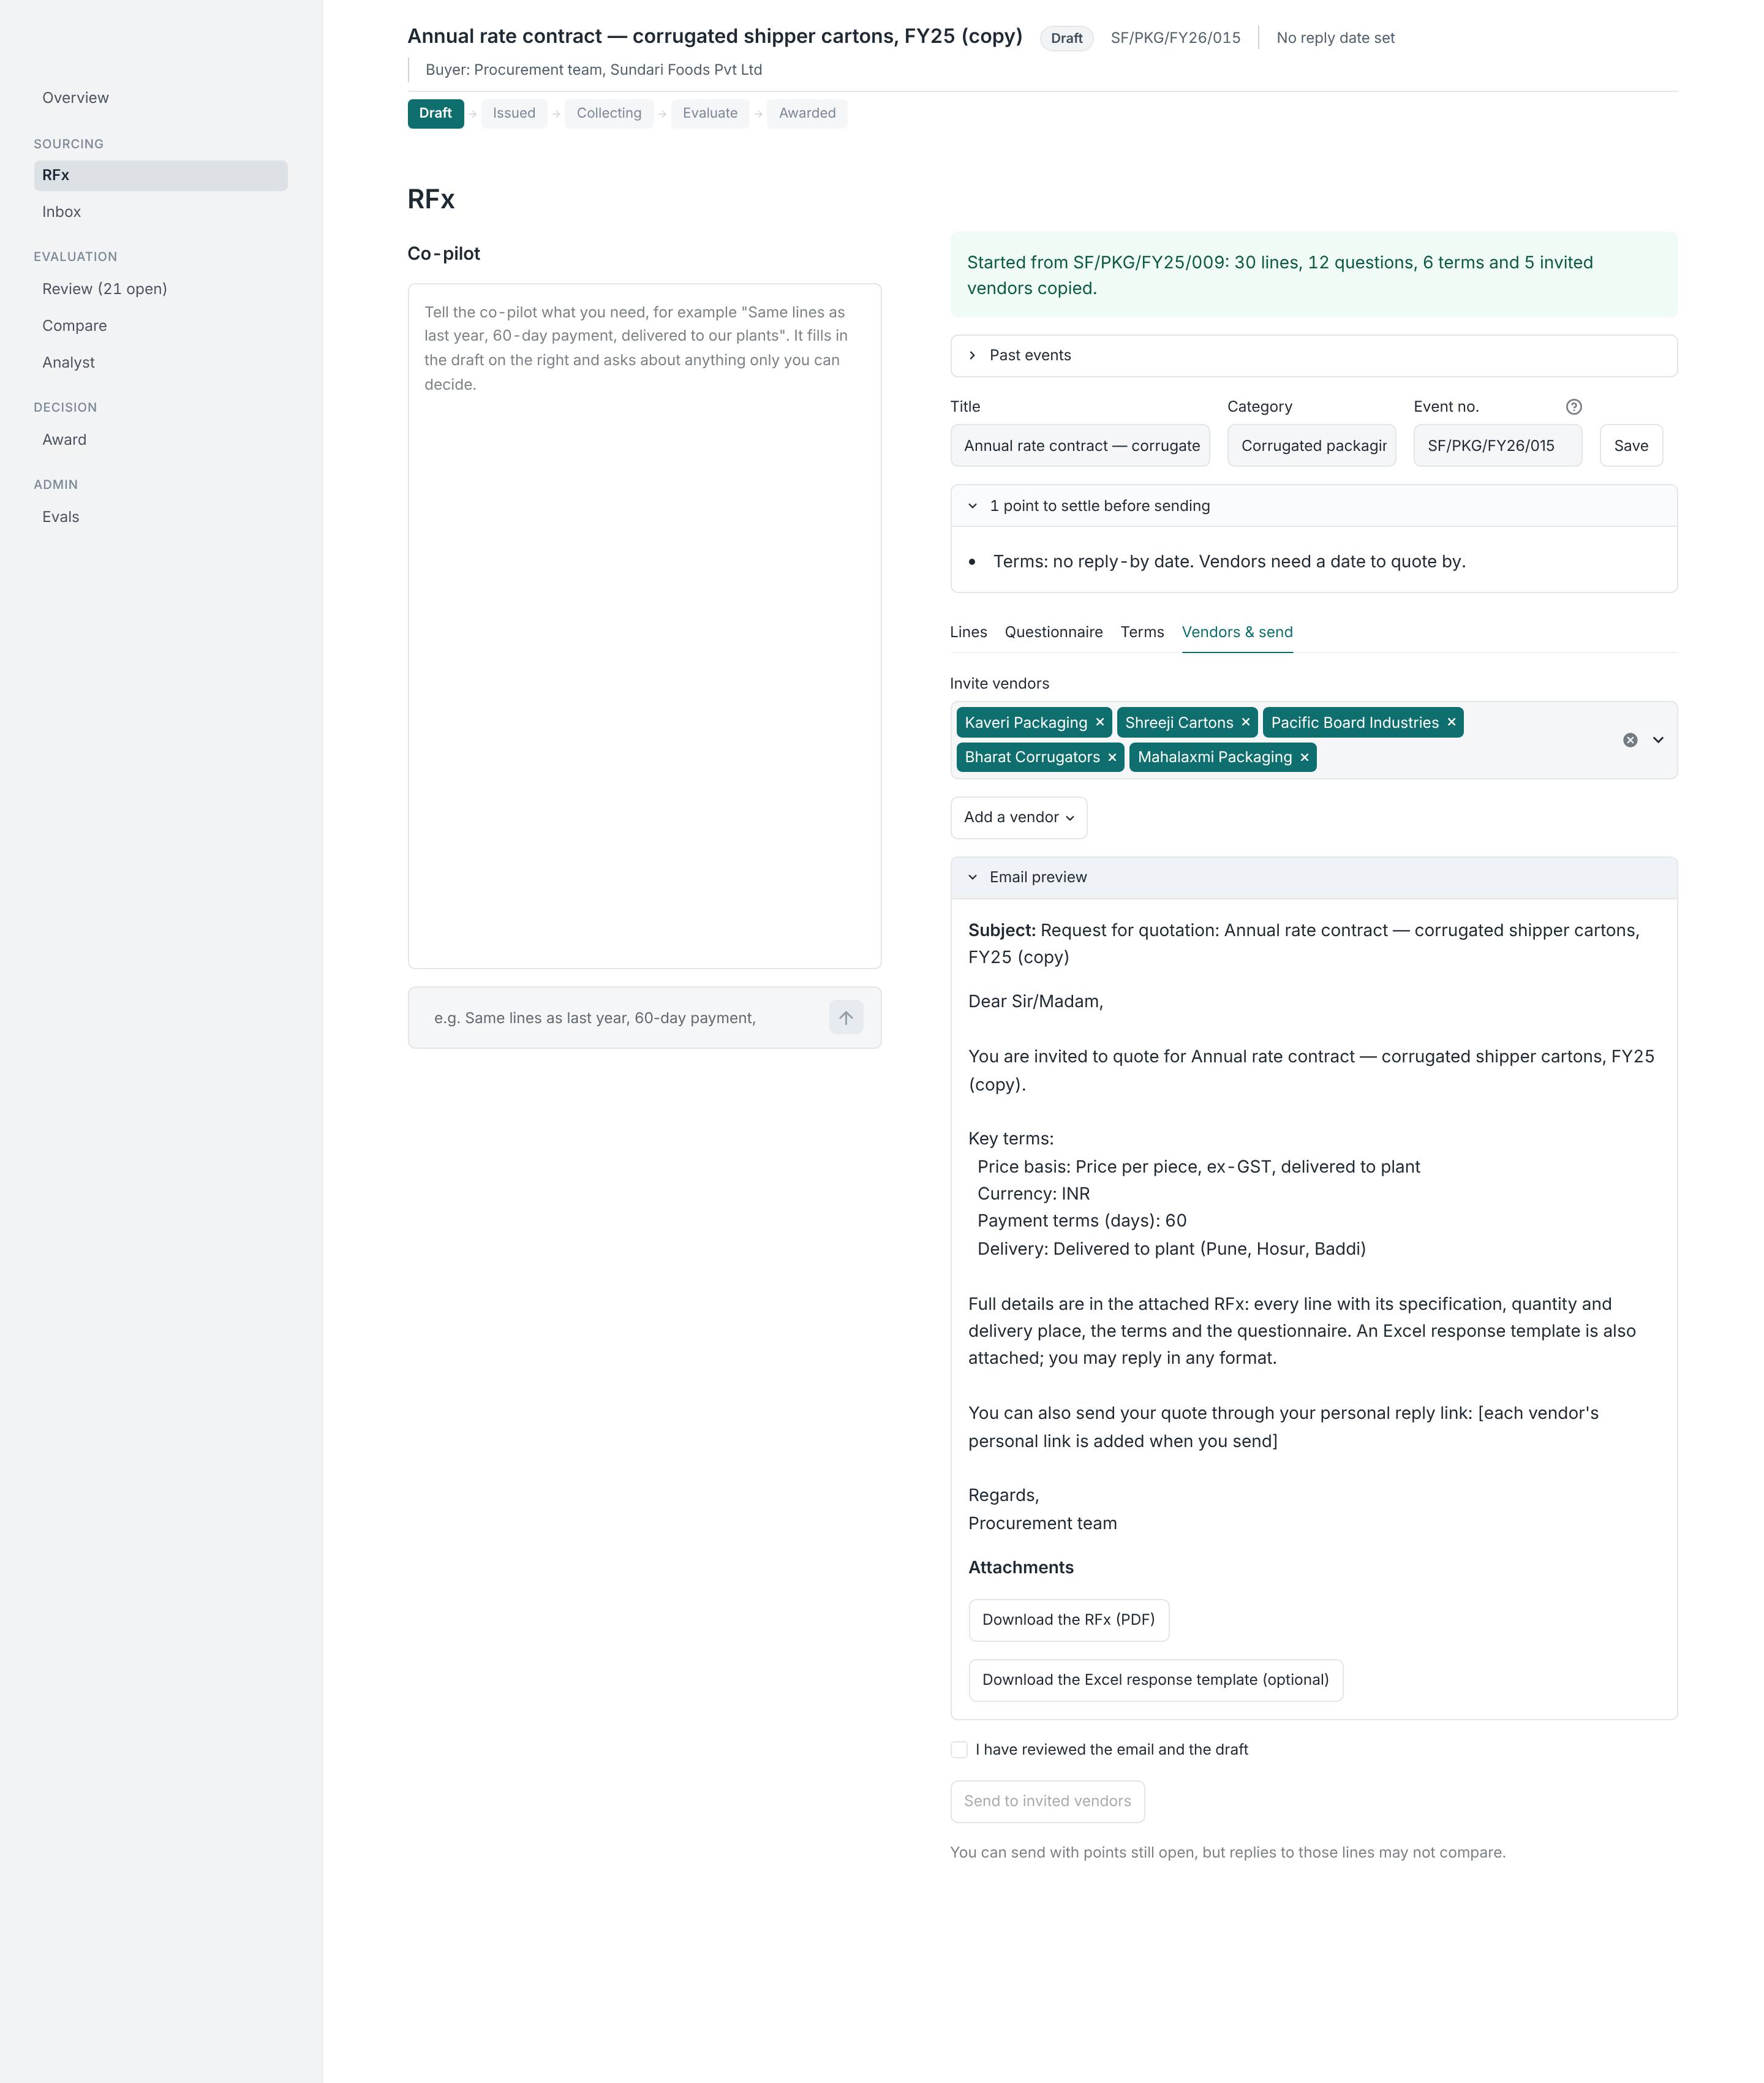 Annual rate contract — corrugated shipper cartons, FY25 (copy)
Draft
SF/PKG/FY26/015
No reply date set
Buyer: Procurement team, Sundari Foods Pvt Ltd
Draft → Issued → Collecting → Evaluate → Awarded
Overview
SOURCING
RFx
Inbox
EVALUATION
Review (21 open)
Compare
Analyst
DECISION
Award
ADMIN
Evals
RFx
Co-pilot
Tell the co-pilot what you need, for example "Same lines as
last year, 60-day payment, delivered to our plants". It fills in
the draft on the right and asks about anything only you can
decide.
e.g. Same lines as last year, 60-day payment,
Started from SF/PKG/FY25/009: 30 lines, 12 questions, 6 terms and 5 invited
vendors copied.
Past events
Title
Category
Event no.
Annual rate contract — corrugate
Corrugated packagir
SF/PKG/FY26/015
Save
1 point to settle before sending
• Terms: no reply-by date. Vendors need a date to quote by.
Lines
Questionnaire
Terms
Vendors & send
Invite vendors
Kaveri Packaging × Shreeji Cartons × Pacific Board Industries ×
Bharat Corrugators × Mahalaxmi Packaging ×
Add a vendor
Email preview
Subject: Request for quotation: Annual rate contract — corrugated shipper cartons,
FY25 (copy)
Dear Sir/Madam,
You are invited to quote for Annual rate contract — corrugated shipper cartons, FY25
(copy).
Key terms:
Price basis: Price per piece, ex-GST, delivered to plant
Currency: INR
Payment terms (days): 60
Delivery: Delivered to plant (Pune, Hosur, Baddi)
Full details are in the attached RFx: every line with its specification, quantity and
delivery place, the terms and the questionnaire. An Excel response template is also
attached; you may reply in any format.
You can also send your quote through your personal reply link: [each vendor's
personal link is added when you send]
Regards,
Procurement team
Attachments
Download the RFx (PDF)
Download the Excel response template (optional)
I have reviewed the email and the draft
Send to invited vendors
You can send with points still open, but replies to those lines may not compare.